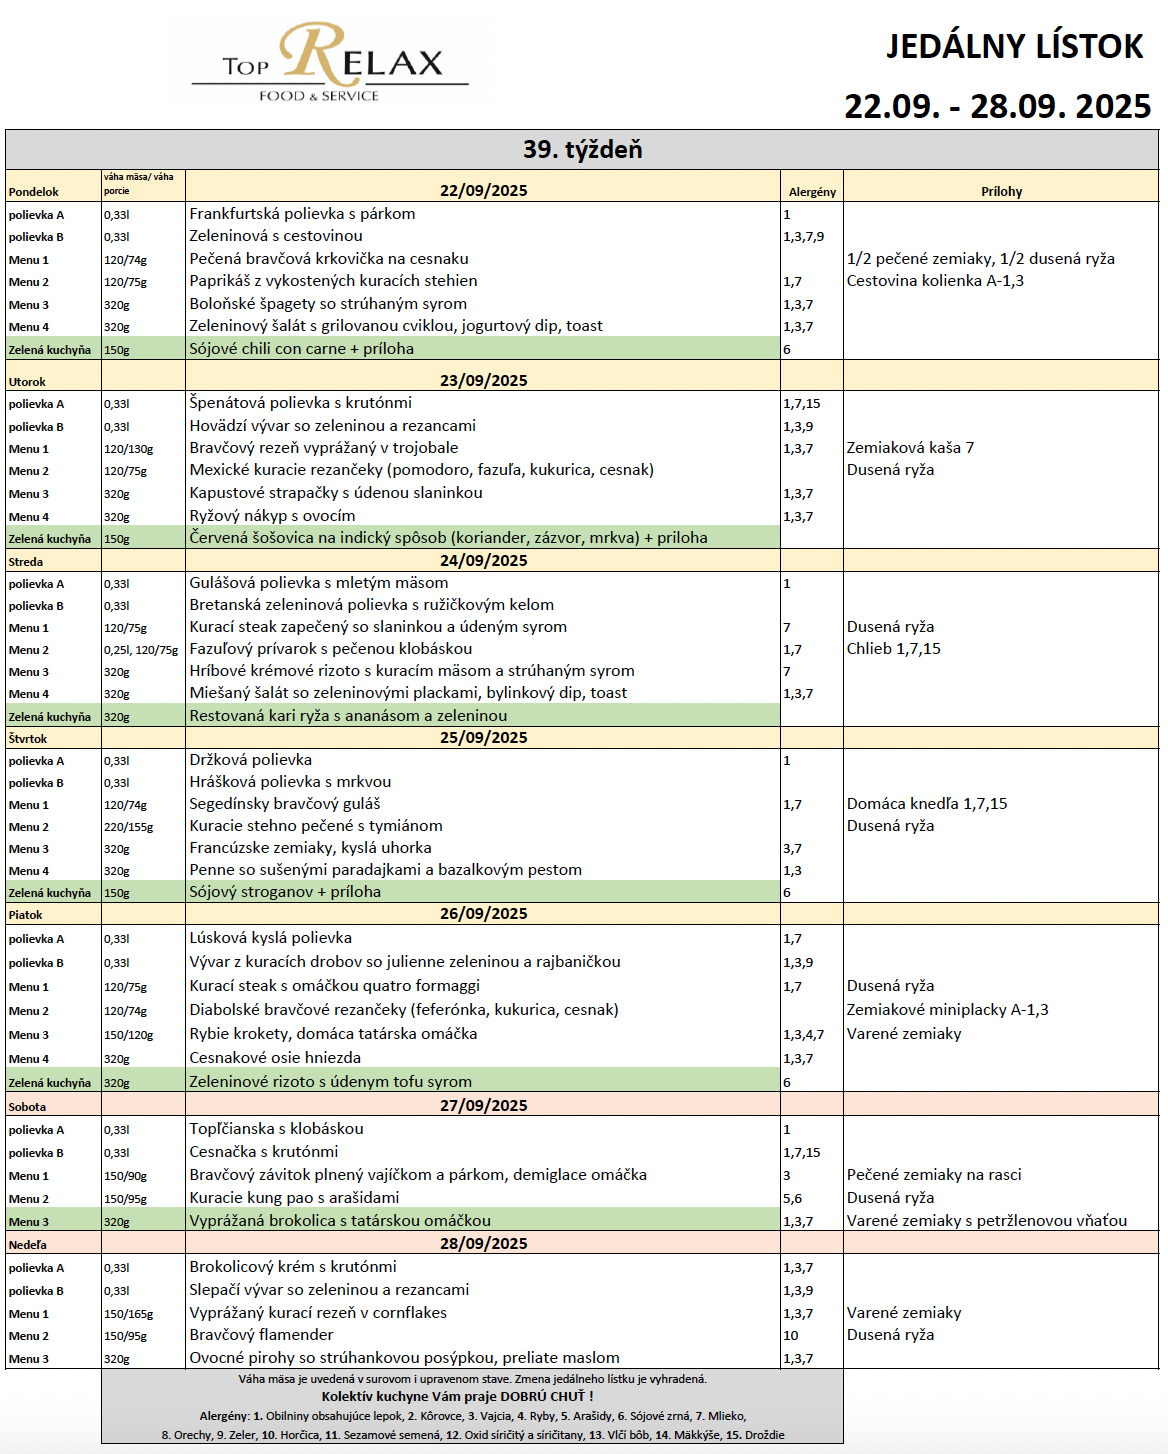 TOP RELAX
FOOD & SERVICE
JEDÁLNY LÍSTOK
22.09. - 28.09. 2025
39. týždeň
Pondelok váha mäsa/ váha porcie 22/09/2025 Alergény Prílohy
polievka A 0,33l Frankfurtská polievka s párkom 1
polievka B 0,33l Zeleninová s cestovinou 1,3,7,9
Menu 1 120/74g Pečená bravčová krkovička na cesnaku 1/2 pečené zemiaky, 1/2 dusená ryža
Menu 2 120/75g Paprikáš z vykostených kuracích stehien 1,7 Cestovina kolienka A-1,3
Menu 3 320g Boloňské špagety so strúhaným syrom 1,3,7
Menu 4 320g Zeleninový šalát s grilovanou cviklou, jogurtový dip, toast 1,3,7
Zelená kuchyňa 150g Sójové chili con carne + príloha 6
Utorok 23/09/2025
polievka A 0,33l Špenátová polievka s krutónmi 1,7,15
polievka B 0,33l Hovädzí vývar so zeleninou a rezancami 1,3,9
Menu 1 120/130g Bravčový rezeň vyprážaný v trojobale 1,3,7 Zemiaková kaša 7
Menu 2 120/75g Mexické kuracie rezančeky (pomodoro, fazuľa, kukurica, cesnak) Dusená ryža
Menu 3 320g Kapustové strapačky s údenou slaninkou 1,3,7
Menu 4 320g Ryžový nákyp s ovocím 1,3,7
Zelená kuchyňa 150g Červená šošovica na indický spôsob (koriander, zázvor, mrkva) + priloha
Streda 24/09/2025
polievka A 0,33l Gulášová polievka s mletým mäsom 1
polievka B 0,33l Bretanská zeleninová polievka s ružičkovým kelom
Menu 1 120/75g Kurací steak zapečený so slaninkou a údeným syrom 7 Dusená ryža
Menu 2 0,25l, 120/75g Fazuľový prívarok s pečenou klobáskou 1,7 Chlieb 1,7,15
Menu 3 320g Hríbové krémové rizoto s kuracím mäsom a strúhaným syrom 7
Menu 4 320g Miešaný šalát so zeleninovými plackami, bylinkový dip, toast 1,3,7
Zelená kuchyňa 320g Restovaná kari ryža s ananásom a zeleninou
Štvrtok 25/09/2025
polievka A 0,33l Držková polievka 1
polievka B 0,33l Hrášková polievka s mrkvou
Menu 1 120/74g Segedínsky bravčový guláš 1,7 Domáca knedľa 1,7,15
Menu 2 220/155g Kuracie stehno pečené s tymiánom Dusená ryža
Menu 3 320g Francúzske zemiaky, kyslá uhorka 3,7
Menu 4 320g Penne so sušenými paradajkami a bazalkovým pestom 1,3
Zelená kuchyňa 150g Sójový stroganov + príloha 6
Piatok 26/09/2025
polievka A 0,33l Lúsková kyslá polievka 1,7
polievka B 0,33l Vývar z kuracích drobov so julienne zeleninou a rajbaničkou 1,3,9
Menu 1 120/75g Kurací steak s omáčkou quatro formaggi 1,7 Dusená ryža
Menu 2 120/74g Diabolské bravčové rezančeky (feferónka, kukurica, cesnak) Zemiakové miniplacky A-1,3
Menu 3 150/120g Rybie krokety, domáca tatárska omáčka 1,3,4,7 Varené zemiaky
Menu 4 320g Cesnakové osie hniezda 1,3,7
Zelená kuchyňa 320g Zeleninové rizoto s údenym tofu syrom 6
Sobota 27/09/2025
polievka A 0,33l Topľčianska s klobáskou 1
polievka B 0,33l Cesnačka s krutónmi 1,7,15
Menu 1 150/90g Bravčový závitok plnený vajíčkom a párkom, demiglace omáčka 3 Pečené zemiaky na rasci
Menu 2 150/95g Kuracie kung pao s arašidami 5,6 Dusená ryža
Menu 3 320g Vyprážaná brokolica s tatárskou omáčkou 1,3,7 Varené zemiaky s petržlenovou vňaťou
Nedeľa 28/09/2025
polievka A 0,33l Brokolicový krém s krutónmi 1,3,7
polievka B 0,33l Slepačí vývar so zeleninou a rezancami 1,3,9
Menu 1 150/165g Vyprážaný kurací rezeň v cornflakes 1,3,7 Varené zemiaky
Menu 2 150/95g Bravčový flamender 10 Dusená ryža
Menu 3 320g Ovocné pirohy so strúhankovou posýpkou, preliate maslom 1,3,7
Váha mäsa je uvedená v surovom i upravenom stave. Zmena jedálneho lístku je vyhradená.
Kolektív kuchyne Vám praje DOBRÚ CHUŤ !
Alergény: 1. Obilniny obsahujúce lepok, 2. Kôrovce, 3. Vajcia, 4. Ryby, 5. Arašidy, 6. Sójové zrná, 7. Mlieko,
8. Orechy, 9. Zeler, 10. Horčica, 11. Sezamové semená, 12. Oxid síričitý a síričitany, 13. Vlčí bôb, 14. Mäkkýše, 15. Droždie